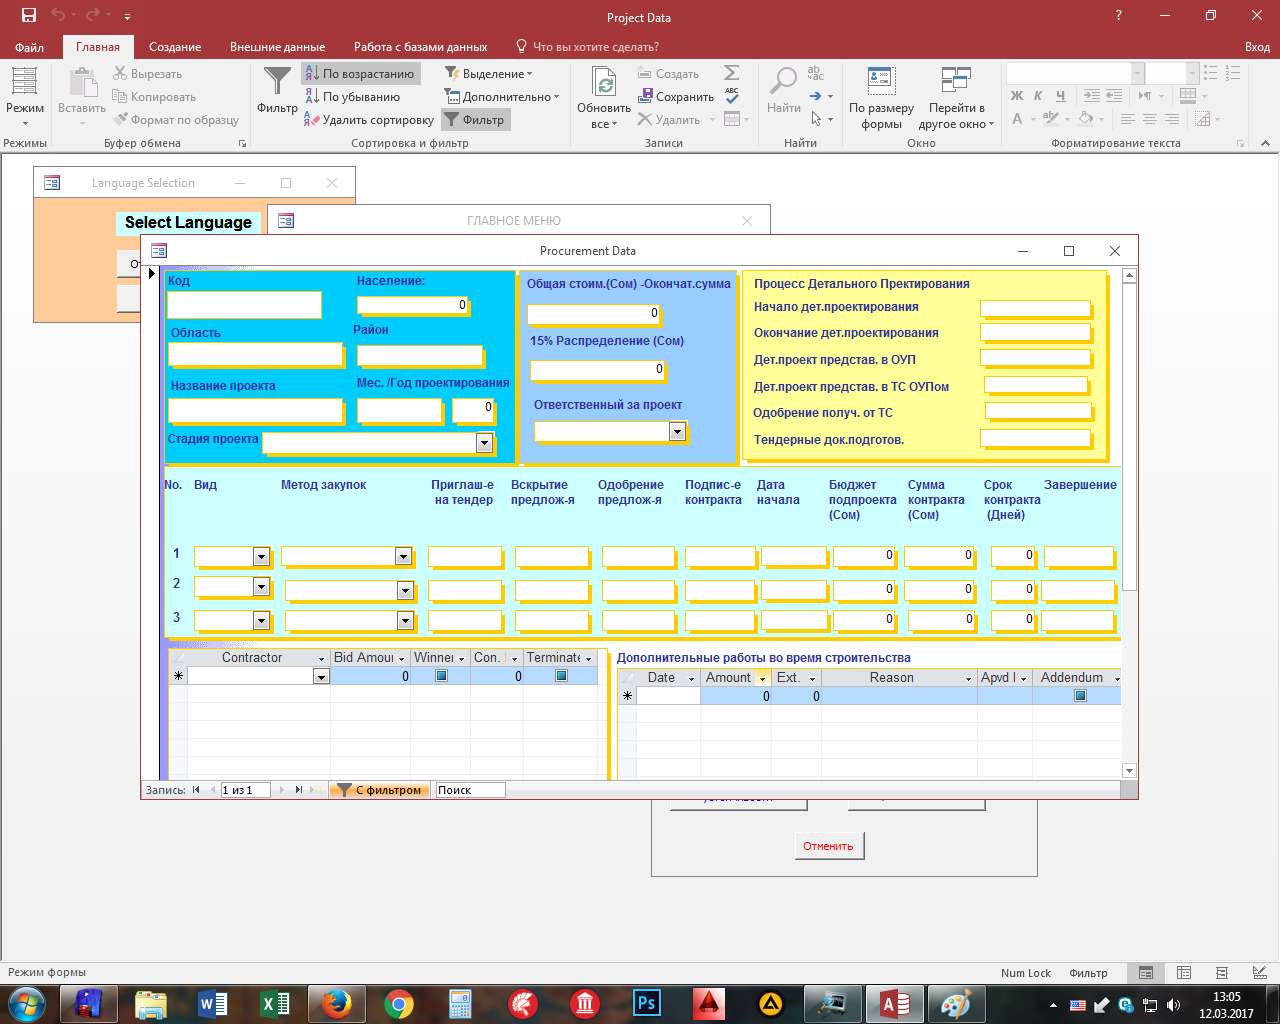 Project Data
?
Файл
Главная
Создание
Внешние данные
Работа с базами данных
Что вы хотите сделать?
Вход
Режим
Режимы
Вставить
Вырезать
Копировать
Формат по образцу
Буфер обмена
Фильтр
По возрастанию
По убыванию
Удалить сортировку
Выделение
Дополнительно
Фильтр
Сортировка и фильтр
Обновить
все
Создать
Сохранить
Удалить
Записи
Найти
Найти
По размеру
формы
Перейти в
другое окно
Окно
Ж К Ч
Форматирование текста
Language Selection
Select Language
ГЛАВНОЕ МЕНЮ
Procurement Data
Код
Население:
0
Область
Район
Название проекта
Мес. /Год проектирования
0
Стадия проекта
Общая стоим.(Сом) -Окончат.сумма
0
15% Распределение (Сом)
0
Ответственный за проект
Процесс Детального Пректирования
Начало дет.проектирования
Окончание дет.проектирования
Дет.проект представ. в ОУП
Дет.проект представ. в ТС ОУПом
Одобрение получ. от ТС
Тендерные док.подготов.
No. Вид Метод закупок Приглаш-е на тендер Вскрытие предлож-я Одобрение предлож-я Подпис-е контракта Дата начала Бюджет подпроекта (Сом) Сумма контракта (Сом) Срок контракта (Дней) Завершение
1 0 0 0
2 0 0 0
3 0 0 0
Contractor Bid Amour Winner Con. Terminate
0 0
Дополнительные работы во время строительства
Date Amount Ext. Reason Apvd I Addendum
0 0
Запись: 1 из 1 С фильтром Поиск
Отменить
Режим формы
Num Lock Фильтр
13:05
12.03.2017